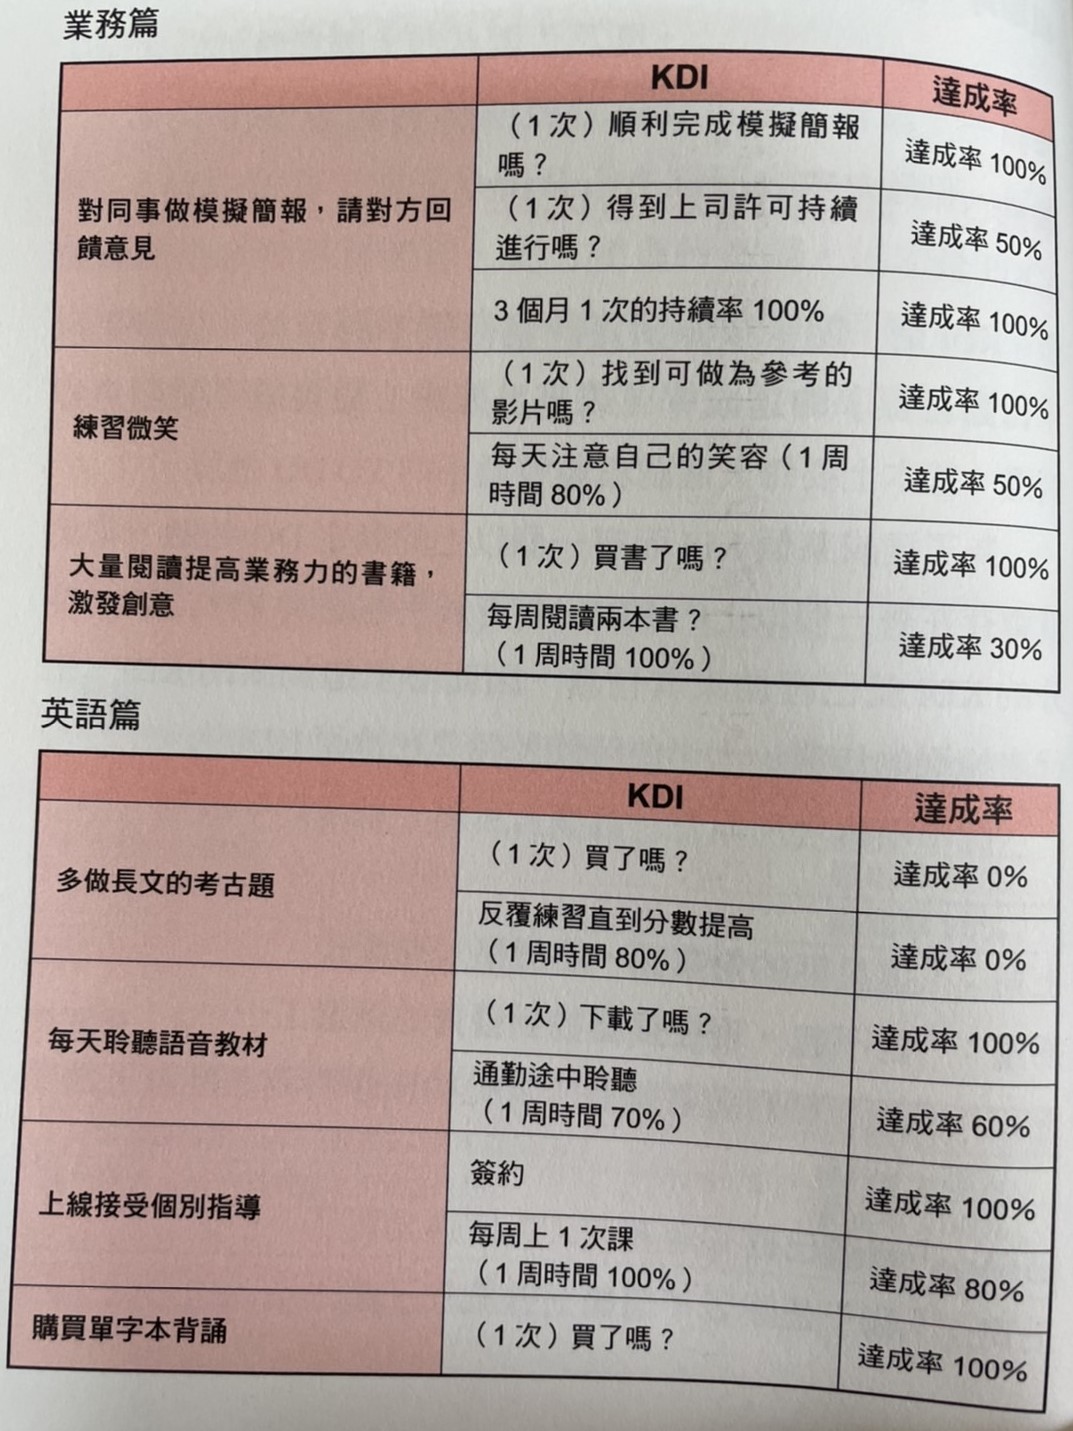 業務篇
KDI
達成率
對同事做模擬簡報，請對方回
饋意見
（1次）順利完成模擬簡報
嗎？
達成率 100%
（1次）得到上司許可持續
進行嗎？
達成率 50%
3 個月 1 次的持續率 100%
達成率 100%
練習微笑
（1次）找到可做為參考的
影片嗎？
達成率 100%
每天注意自己的笑容（1 周
時間 80%）
達成率 50%
大量閱讀提高業務力的書籍，
激發創意
（1次）買書了嗎？
達成率 100%
每周閱讀兩本書？
（1 周時間 100%）
達成率 30%
英語篇
KDI
達成率
多做長文的考古題
（1次）買了嗎？
達成率 0%
反覆練習直到分數提高
（1 周時間 80%）
達成率 0%
每天聆聽語音教材
（1次）下載了嗎？
達成率 100%
通勤途中聆聽
（1 周時間 70%）
達成率 60%
上線接受個別指導
簽約
達成率 100%
每周上 1 次課
（1 周時間 100%）
達成率 80%
購買單字本背誦
（1次）買了嗎？
達成率 100%